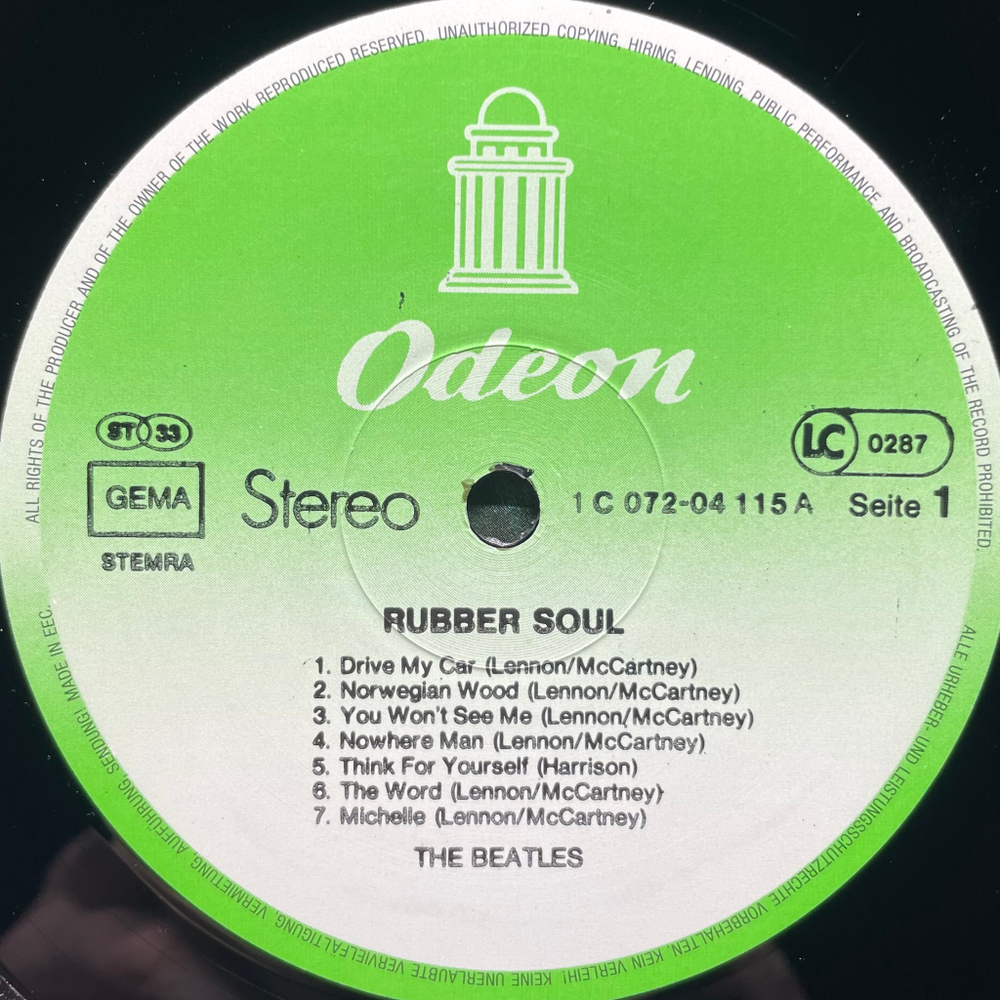 ALL RIGHTS OF THE PRODUCER AND OF THE OWNER OF THE WORK REPRODUCED RESERVED. UNAUTHORIZED COPYING, HIRING, LENDING, PUBLIC PERFORMANCE AND BROADCASTING OF THE RECORD PROHIBITED.
Odeon
ST 33
LC 0287
GEMA
STEMRA
Stereo
1 C 072-04 115 A
Seite 1
RUBBER SOUL
1. Drive My Car (Lennon/McCartney)
2. Norwegian Wood (Lennon/McCartney)
3. You Won't See Me (Lennon/McCartney)
4. Nowhere Man (Lennon/McCartney)
5. Think For Yourself (Harrison)
6. The Word (Lennon/McCartney)
7. Michelle (Lennon/McCartney)
THE BEATLES
ALLE URHEBER- UND LEISTUNGSSCHUTZRECHTE VORBEHALTEN. KEIN VERLEIH! KEINE UNERLAUBTE VERVIELFÄLTIGUNG, VERMIETUNG, AUFFÜHRUNG, SENDUNG! MADE IN EEC.